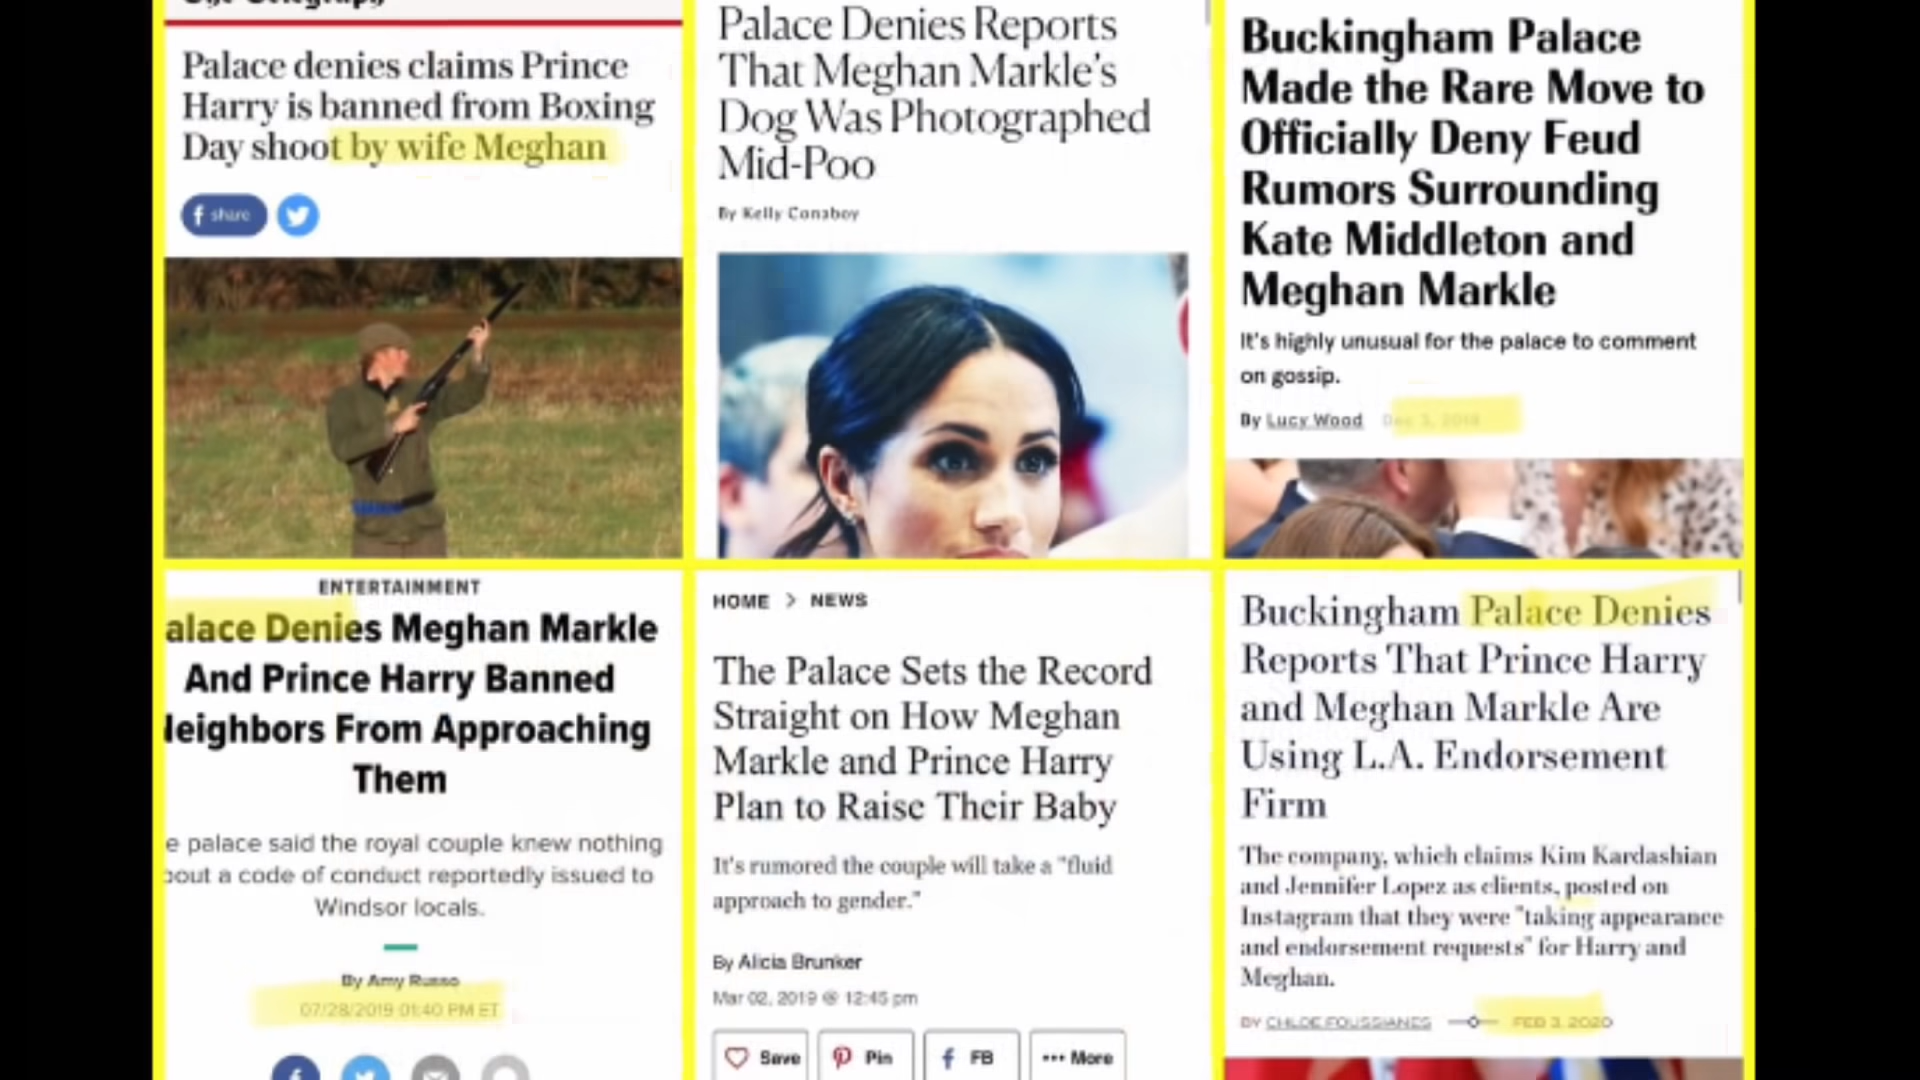 Palace denies claims Prince
Harry is banned from Boxing
Day shoot by wife Meghan
f share
Palace Denies Reports
That Meghan Markle's
Dog Was Photographed
Mid-Poo
By Kelly Conaboy
Buckingham Palace
Made the Rare Move to
Officially Deny Feud
Rumors Surrounding
Kate Middleton and
Meghan Markle
It's highly unusual for the palace to comment
on gossip.
By Lucy Wood
ENTERTAINMENT
alace Denies Meghan Markle
And Prince Harry Banned
Neighbors From Approaching
Them
e palace said the royal couple knew nothing
bout a code of conduct reportedly issued to
Windsor locals.
By Amy Russo
07/28/2019 01:40 PM ET
HOME > NEWS
The Palace Sets the Record
Straight on How Meghan
Markle and Prince Harry
Plan to Raise Their Baby
It's rumored the couple will take a "fluid
approach to gender."
By Alicia Brunker
Mar 02, 2019 @ 12:45 pm
Save
Pin
f FB
••• More
Buckingham Palace Denies
Reports That Prince Harry
and Meghan Markle Are
Using L.A. Endorsement
Firm
The company, which claims Kim Kardashian
and Jennifer Lopez as clients, posted on
Instagram that they were "taking appearance
and endorsement requests" for Harry and
Meghan.
BY CHLOE FOUSSIANES
FEB 3, 2020